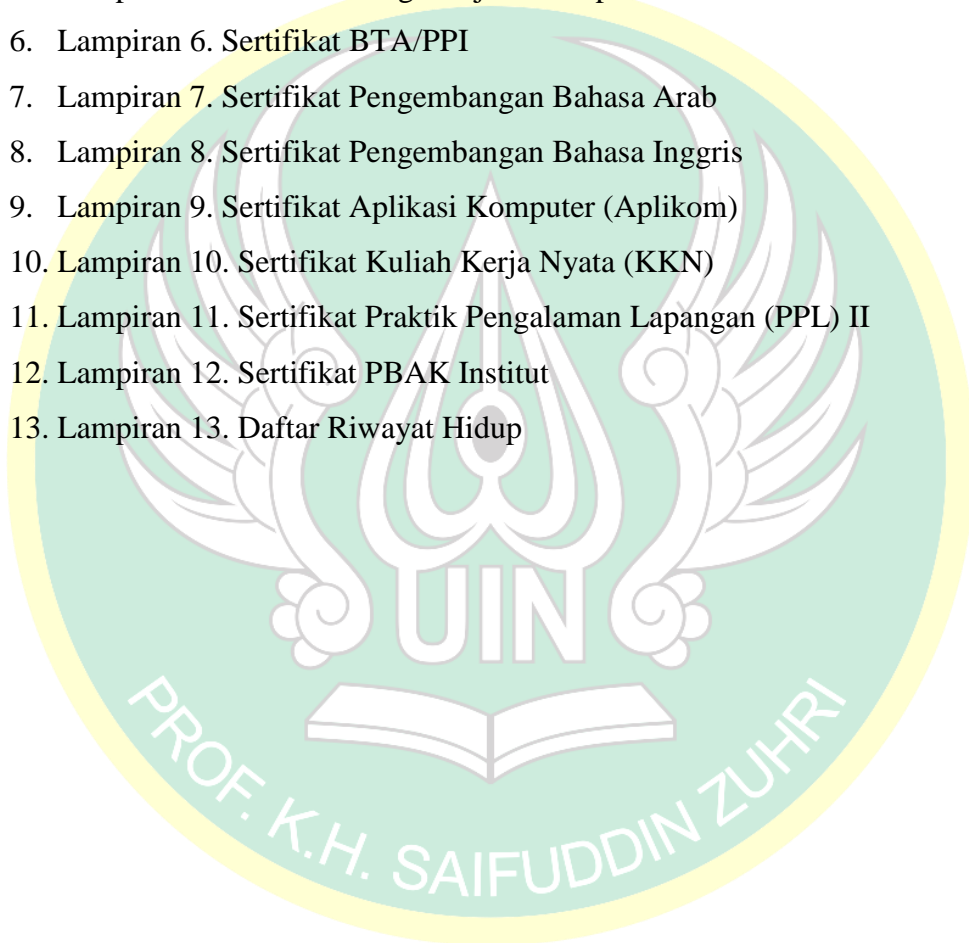 6. Lampiran 6. Sertifikat BTA/PPI
7. Lampiran 7. Sertifikat Pengembangan Bahasa Arab
8. Lampiran 8. Sertifikat Pengembangan Bahasa Inggris
9. Lampiran 9. Sertifikat Aplikasi Komputer (Aplikom)
10. Lampiran 10. Sertifikat Kuliah Kerja Nyata (KKN)
11. Lampiran 11. Sertifikat Praktik Pengalaman Lapangan (PPL) II
12. Lampiran 12. Sertifikat PBAK Institut
13. Lampiran 13. Daftar Riwayat Hidup
UIN
PROF. K.H. SAIFUDDIN ZUHRI